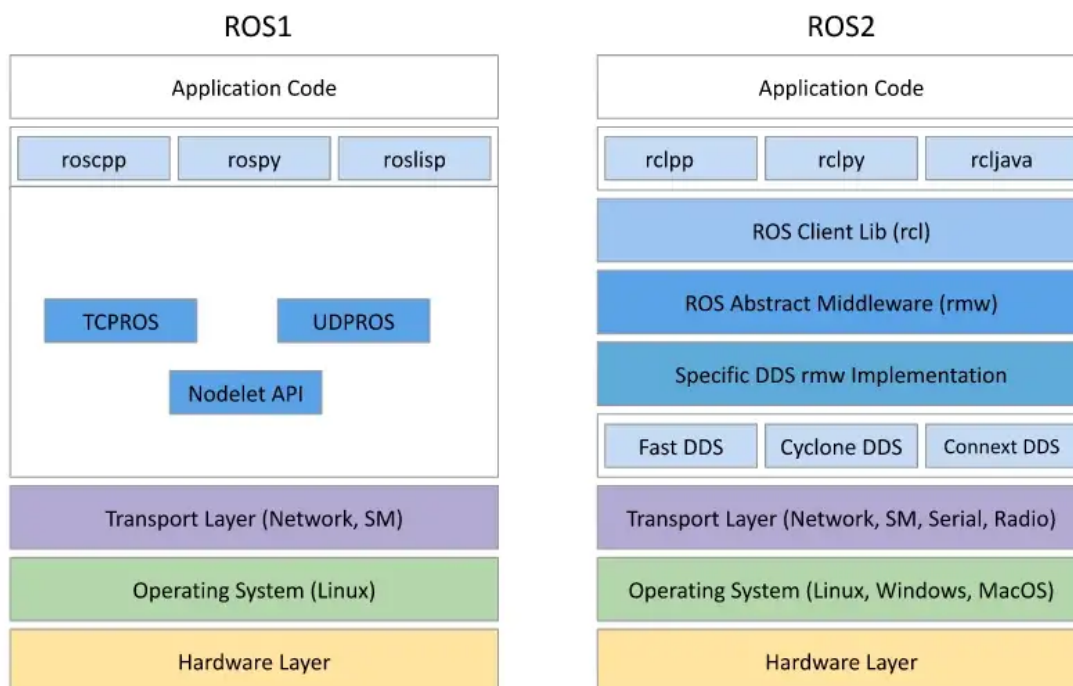 ROS1
Application Code
roscpp
rospy
roslisp
TCPROS
UDPROS
Nodelet API
Transport Layer (Network, SM)
Operating System (Linux)
Hardware Layer
ROS2
Application Code
rclpp
rclpy
rcljava
ROS Client Lib (rcl)
ROS Abstract Middleware (rmw)
Specific DDS rmw Implementation
Fast DDS
Cyclone DDS
Connext DDS
Transport Layer (Network, SM, Serial, Radio)
Operating System (Linux, Windows, MacOS)
Hardware Layer